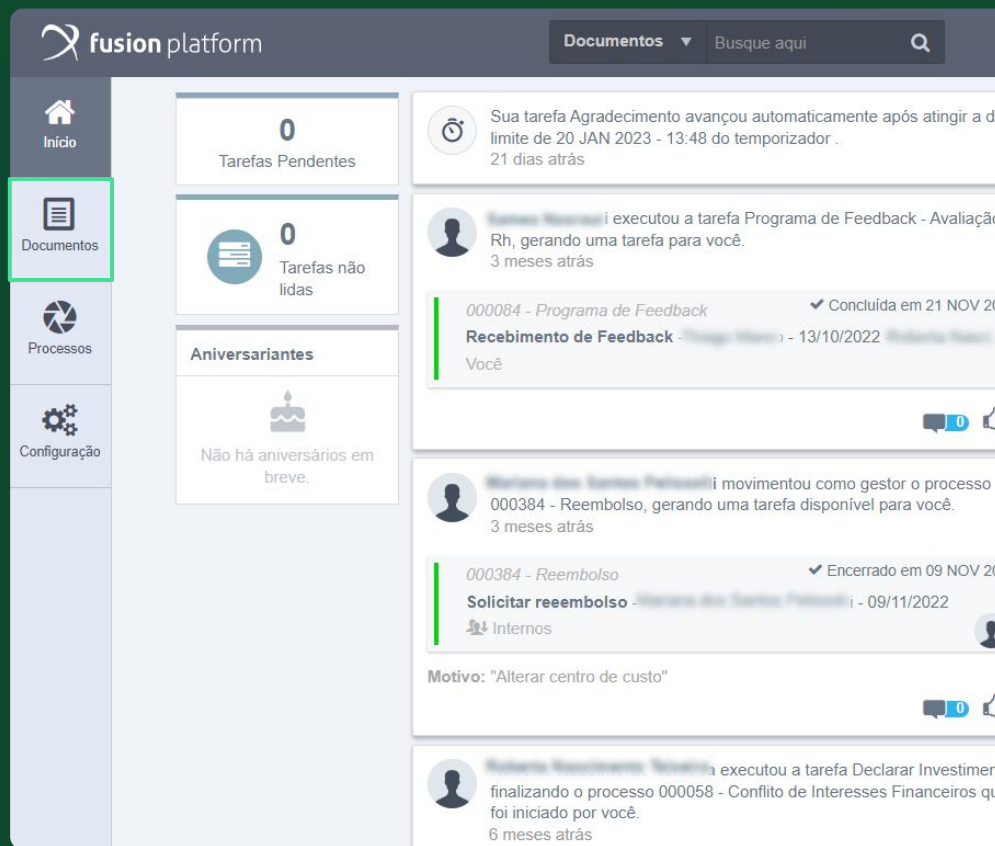 fusion platform
Documentos
Busque aqui
Início
Documentos
Processos
Configuração
0
Tarefas Pendentes
0
Tarefas não
lidas
Aniversariantes
Não há aniversários em
breve.
Sua tarefa Agradecimento avançou automaticamente após atingir a d
limite de 20 JAN 2023 - 13:48 do temporizador .
21 dias atrás
i executou a tarefa Programa de Feedback - Avaliação
Rh, gerando uma tarefa para você.
3 meses atrás
000084 - Programa de Feedback
Concluída em 21 NOV 20
Recebimento de Feedback - - 13/10/2022
Você
0
i movimentou como gestor o processo
000384 - Reembolso, gerando uma tarefa disponível para você.
3 meses atrás
000384 - Reembolso
Encerrado em 09 NOV 20
Solicitar reeembolso - i - 09/11/2022
Internos
Motivo: "Alterar centro de custo"
0
a executou a tarefa Declarar Investimen
finalizando o processo 000058 - Conflito de Interesses Financeiros qu
foi iniciado por você.
6 meses atrás